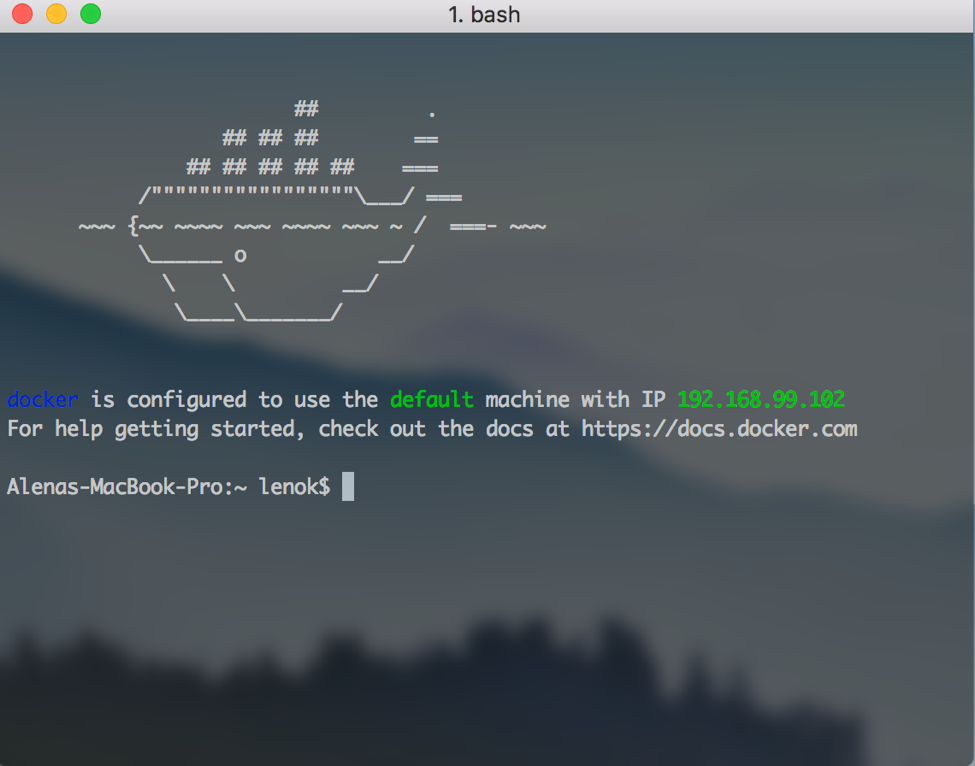 1. bash
                        ##         .
                  ## ## ##        ==
               ## ## ## ## ##    ===
           /"""""""""""""""""\___/ ===
      ~~~ {~~ ~~~~ ~~~ ~~~~ ~~~ ~ /  ===- ~~~
           \______ o           __/
             \    \         __/
              \____\_______/
docker is configured to use the default machine with IP 192.168.99.102
For help getting started, check out the docs at https://docs.docker.com
Alenas-MacBook-Pro:~ lenok$